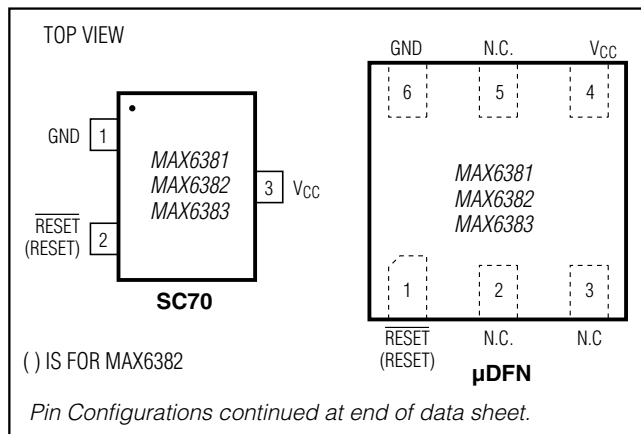 TOP VIEW
GND 1
MAX6381
MAX6382
MAX6383
3 VCC
RESET 2
(RESET)
SC70
( ) IS FOR MAX6382
GND N.C. VCC
6 5 4
MAX6381
MAX6382
MAX6383
1 2 3
RESET N.C. N.C
(RESET)
µDFN
Pin Configurations continued at end of data sheet.